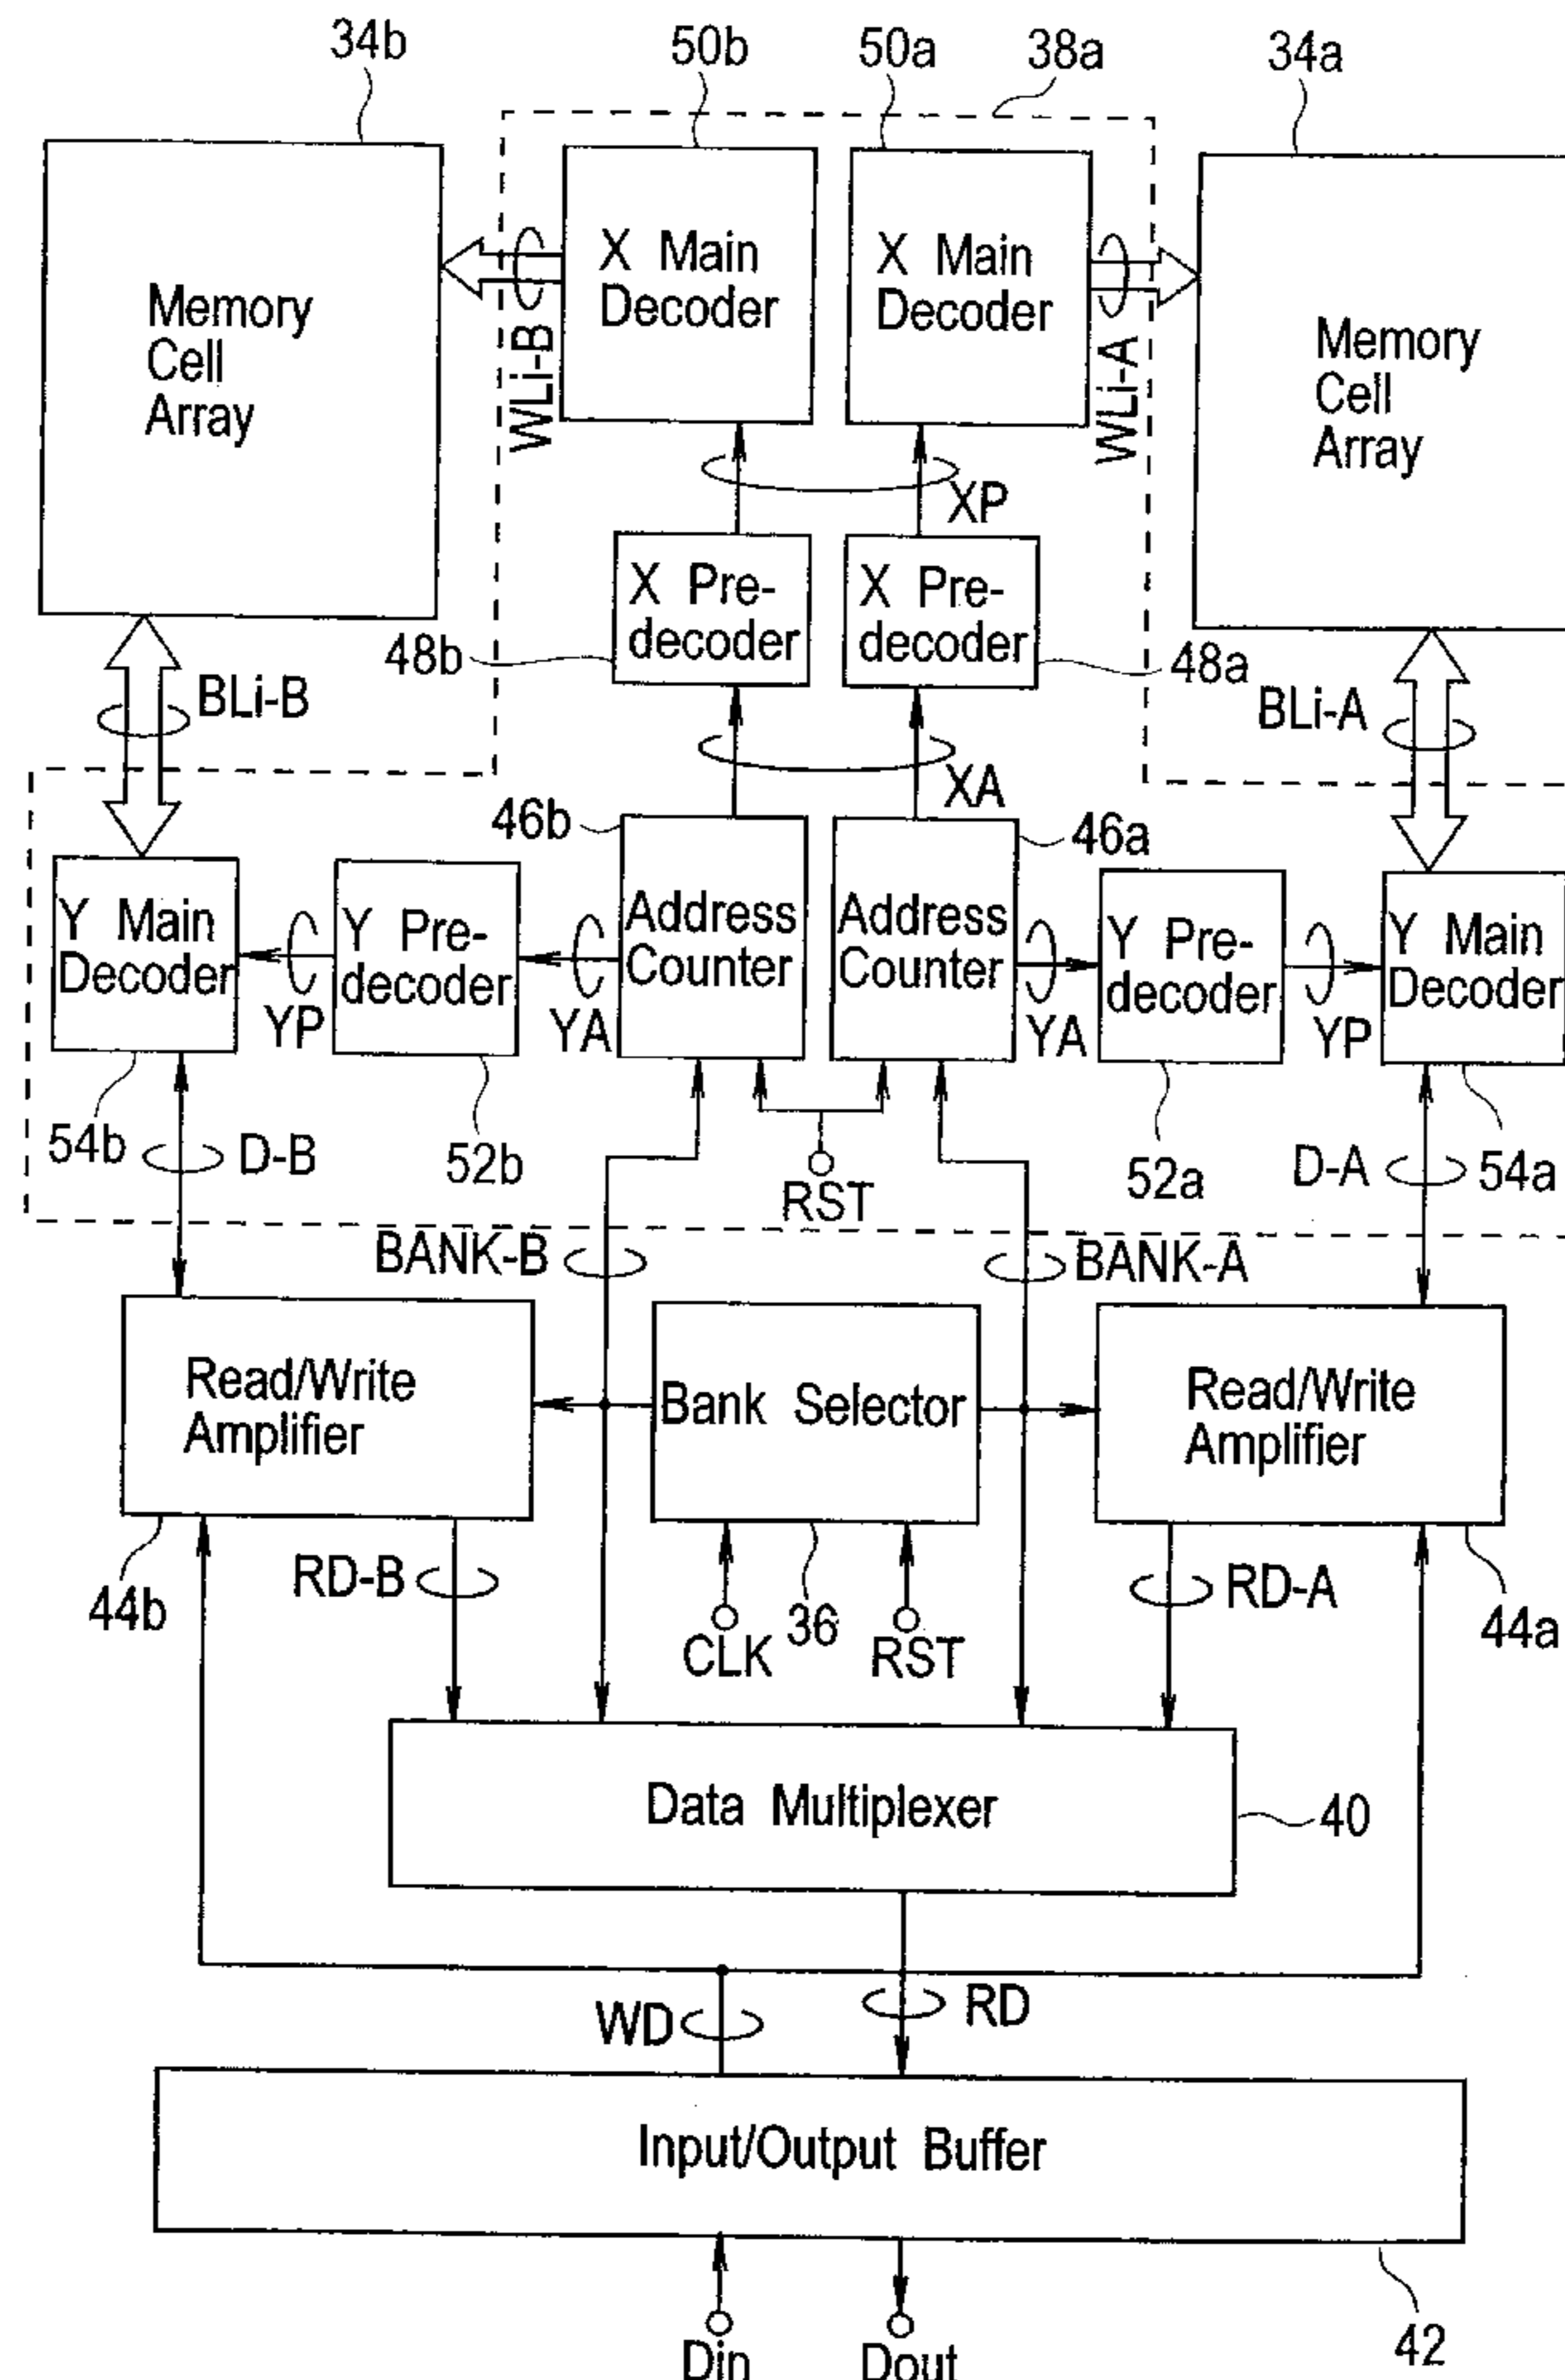 34b
50b
50a
38a
34a
Memory
Cell
Array
X Main
Decoder
X Main
Decoder
Memory
Cell
Array
WLi-B
WLi-A
XP
X Pre-
decoder
X Pre-
decoder
48b
48a
BLi-B
BLi-A
XA
46b
46a
Y Main
Decoder
Y Pre-
decoder
Address
Counter
Address
Counter
Y Pre-
decoder
Y Main
Decoder
YP
YA
YA
YP
54b
D-B
52b
RST
52a
D-A
54a
BANK-B
BANK-A
Read/Write
Amplifier
Bank Selector
Read/Write
Amplifier
44b
RD-B
CLK
36
RST
RD-A
44a
Data Multiplexer
40
WD
RD
Input/Output Buffer
Din
Dout
42